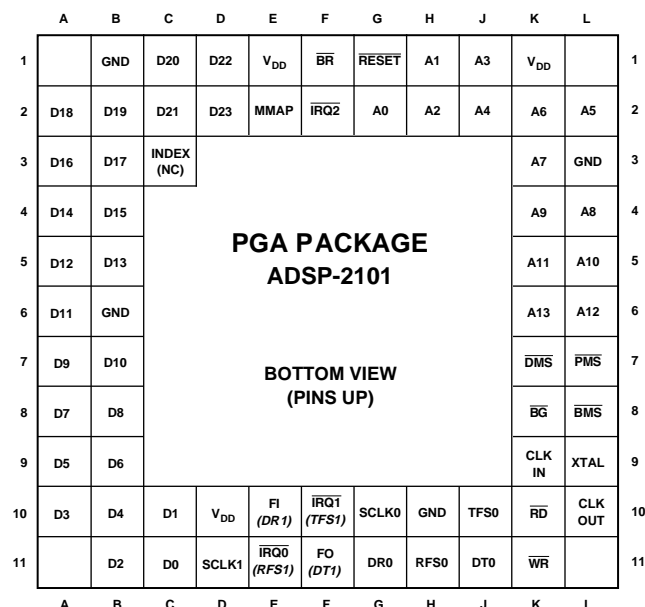 A B C D E F G H J K L
1 GND D20 D22 VDD BR RESET A1 A3 VDD 1
2 D18 D19 D21 D23 MMAP IRQ2 A0 A2 A4 A6 A5 2
3 D16 D17 INDEX (NC) A7 GND 3
4 D14 D15 A9 A8 4
PGA PACKAGE
5 D12 D13 A11 A10 5
ADSP-2101
6 D11 GND A13 A12 6
7 D9 D10 DMS PMS 7
BOTTOM VIEW
(PINS UP)
8 D7 D8 BG BMS 8
9 D5 D6 CLK IN XTAL 9
10 D3 D4 D1 VDD FI (DR1) IRQ1 (TFS1) SCLK0 GND TFS0 RD CLK OUT 10
11 D2 D0 SCLK1 IRQ0 (RFS1) FO (DT1) DR0 RFS0 DT0 WR 11
A B C D E F G H J K L